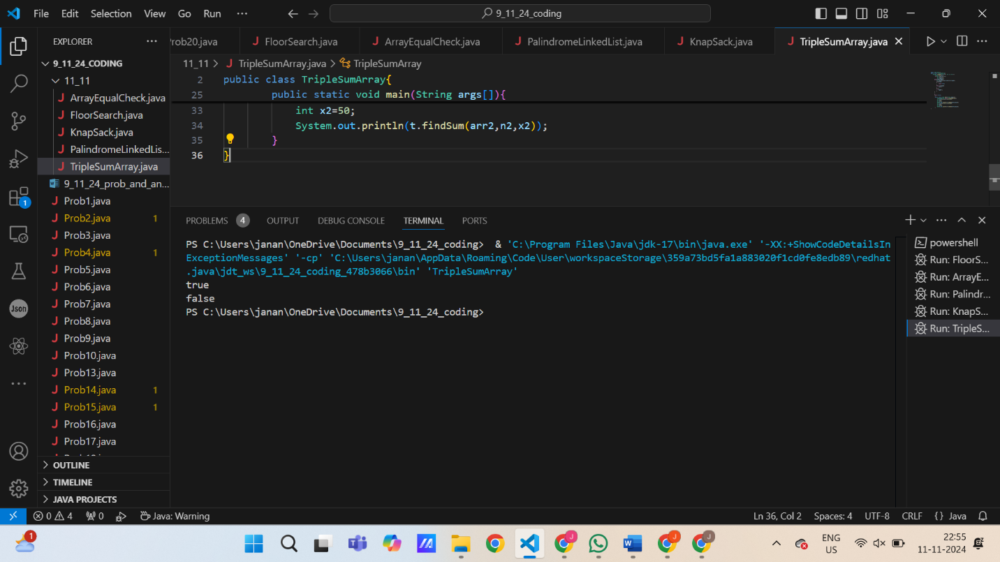 File Edit Selection View Go Run ···
9_11_24_coding
EXPLORER ···
Prob20.java
FloorSearch.java
ArrayEqualCheck.java
PalindromeLinkedList.java
KnapSack.java
TripleSumArray.java
11_11 > TripleSumArray.java > TripleSumArray
9_11_24_CODING
11_11
ArrayEqualCheck.java
FloorSearch.java
KnapSack.java
PalindromeLinkedLis...
TripleSumArray.java
9_11_24_prob_and_an...
Prob1.java
Prob2.java 1
Prob3.java
Prob4.java 1
Prob5.java
Prob6.java
Prob7.java
Prob8.java
Prob9.java
Prob10.java
Prob13.java
Prob14.java 1
Prob15.java 1
Prob16.java
Prob17.java
OUTLINE
TIMELINE
JAVA PROJECTS
1
Json
2 public class TripleSumArray{
25 public static void main(String args[]){
33 int x2=50;
34 System.out.println(t.findSum(arr2,n2,x2));
35 }
36 }
PROBLEMS 4 OUTPUT DEBUG CONSOLE TERMINAL PORTS
PS C:\Users\janan\OneDrive\Documents\9_11_24_coding> & 'C:\Program Files\Java\jdk-17\bin\java.exe' '-XX:+ShowCodeDetailsIn
ExceptionMessages' '-cp' 'C:\Users\janan\AppData\Roaming\Code\User\workspaceStorage\359a73bd5fa1a883020f1cd0fe8edb89\redhat
.java\jdt_ws\9_11_24_coding_478b3066\bin' 'TripleSumArray'
true
false
PS C:\Users\janan\OneDrive\Documents\9_11_24_coding>
powershell
Run: FloorS...
Run: ArrayE...
Run: Palindr...
Run: KnapS...
Run: TripleS...
0 4 0 Java: Warning
Ln 36, Col 2 Spaces: 4 UTF-8 CRLF {} Java
1
J
J
J
ENG
US
22:55
11-11-2024